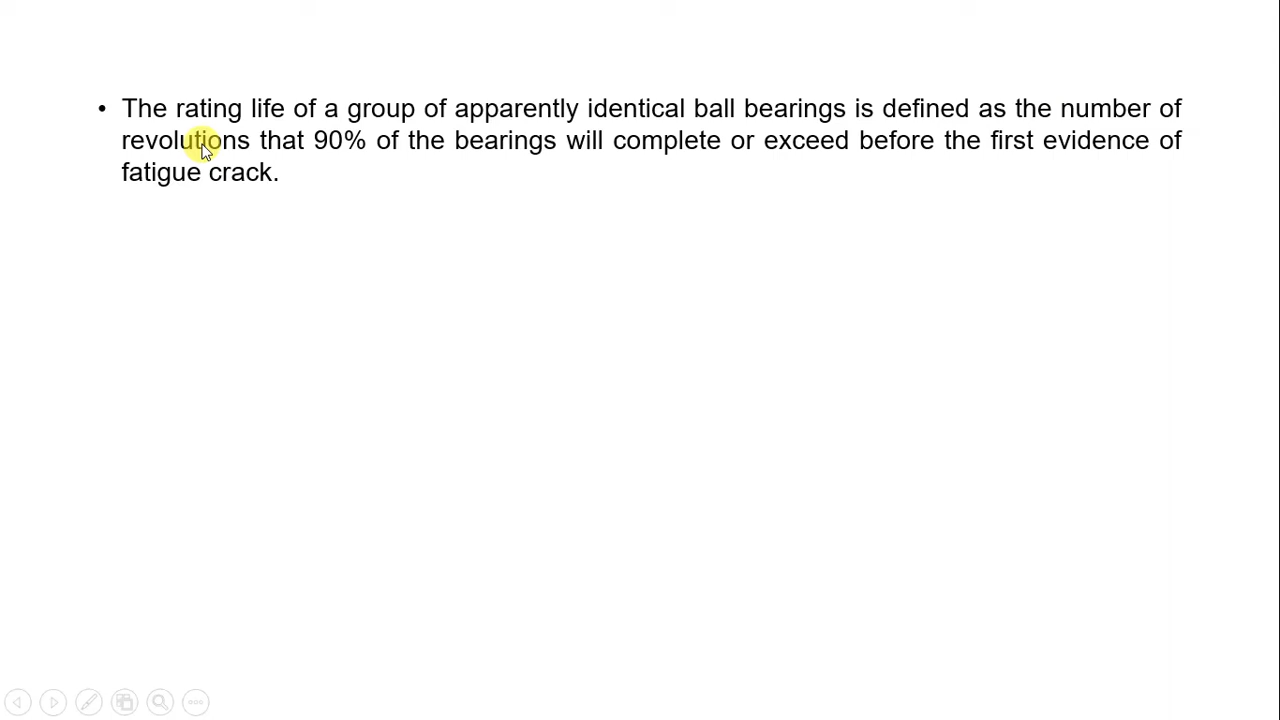 • The rating life of a group of apparently identical ball bearings is defined as the number of
revolutions that 90% of the bearings will complete or exceed before the first evidence of
fatigue crack.